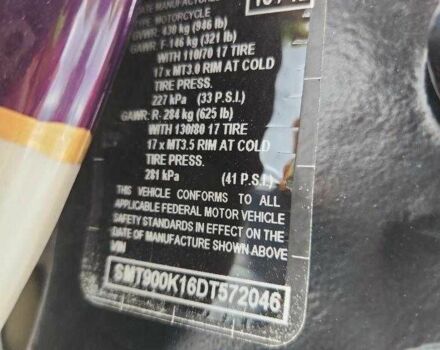 DATE MANUFACTURED
TYPE MOTORCYCLE
GVWR: 430 kg (946 lb)
GAWR: F- 146 kg (321 lb)
WITH 110/70 17 TIRE
17 x MT3.0 RIM AT COLD
TIRE PRESS.
227 kPa (33 P.S.I.)
GAWR: R- 284 kg (625 lb)
WITH 130/80 17 TIRE
17 x MT3.5 RIM AT COLD
TIRE PRESS.
281 kPa (41 P.S.I.)
THIS VEHICLE CONFORMS TO ALL
APPLICABLE FEDERAL MOTOR VEHICLE
SAFETY STANDARDS IN EFFECT ON THE
DATE OF MANUFACTURE SHOWN ABOVE
VIN
SMT900K16DT572046